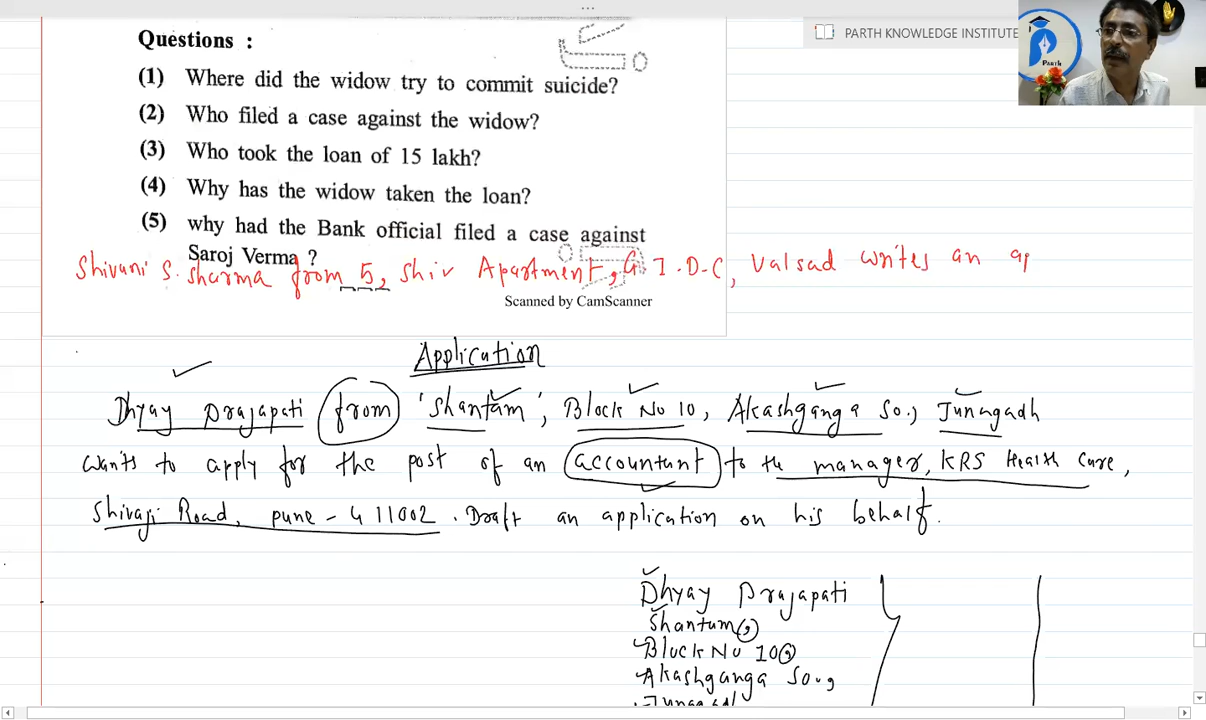 PARTH KNOWLEDGE INSTITUTE
Parth
Questions :
(1) Where did the widow try to commit suicide?
(2) Who filed a case against the widow?
(3) Who took the loan of 15 lakh?
(4) Why has the widow taken the loan?
(5) why had the Bank official filed a case against
Saroj Verma ?
Shivani S. Sharma from 5, Shiv Apartment, G.I.D.C, Valsad writes an ap
Scanned by CamScanner
Application
Dhyay prajapati from 'Shantam', Block No 10, Akashganga So., Junagadh
wants to apply for the post of an accountant to the manager, KRS Health Care,
Shivaji Road, pune - 411002. Draft an application on his behalf.
Dhyay Prajapati
Shantam,
Block No 10,
Akashganga So.,
Junagad